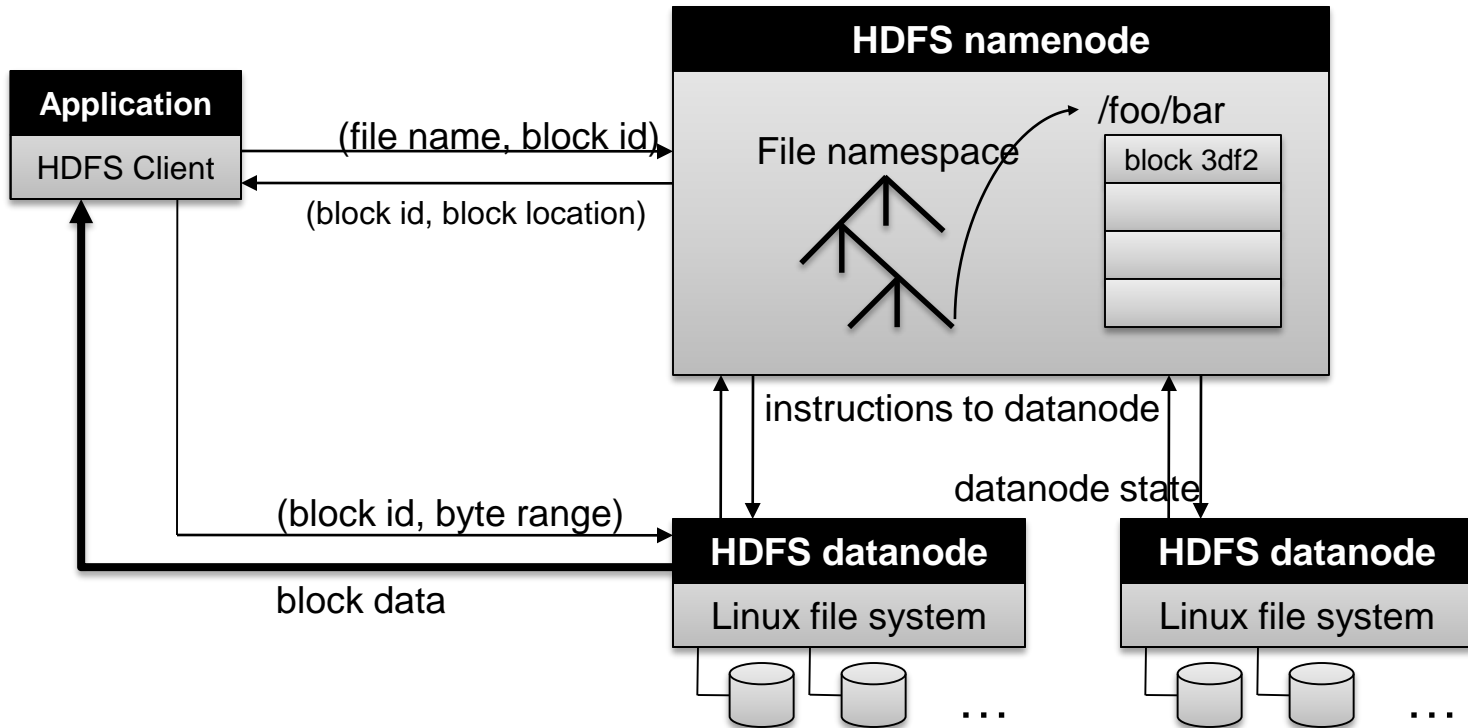 HDFS namenode
Application
HDFS Client
(file name, block id)
(block id, block location)
File namespace
/foo/bar
block 3df2
instructions to datanode
datanode state
(block id, byte range)
block data
HDFS datanode
Linux file system
...
HDFS datanode
Linux file system
...